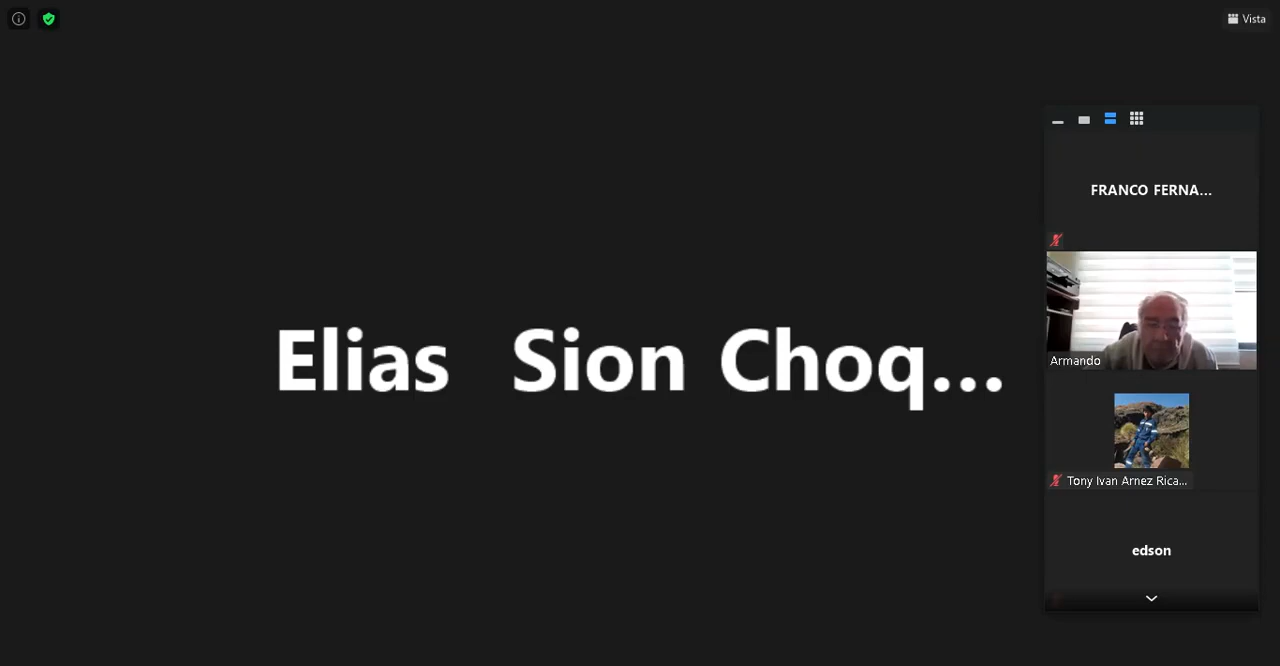 Vista
FRANCO FERNA...
Elias  Sion Choq...
Armando
Tony Ivan Arnez Rica...
edson